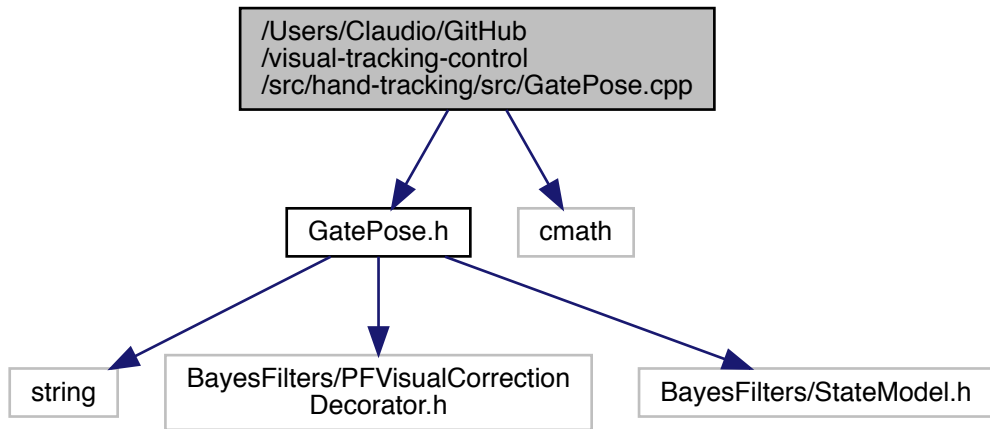 /Users/Claudio/GitHub
/visual-tracking-control
/src/hand-tracking/src/GatePose.cpp
GatePose.h
cmath
string
BayesFilters/PFVisualCorrection
Decorator.h
BayesFilters/StateModel.h